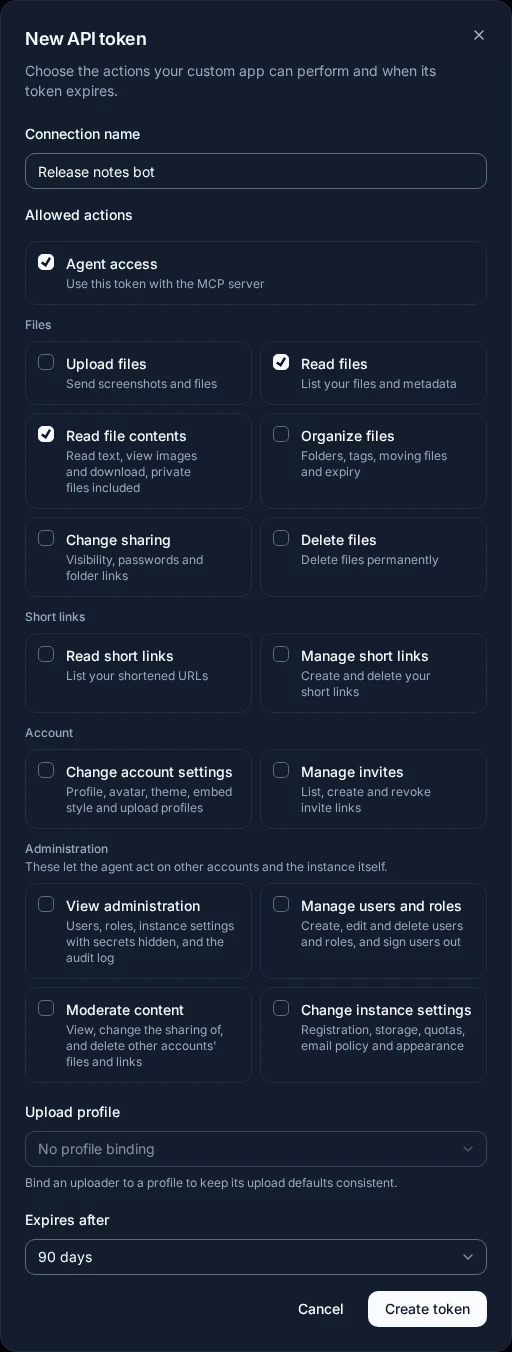 New API token
Choose the actions your custom app can perform and when its
token expires.
Connection name
Release notes bot
Allowed actions
Agent access
Use this token with the MCP server
Files
Upload files
Send screenshots and files
Read files
List your files and metadata
Read file contents
Read text, view images
and download, private
files included
Organize files
Folders, tags, moving files
and expiry
Change sharing
Visibility, passwords and
folder links
Delete files
Delete files permanently
Short links
Read short links
List your shortened URLs
Manage short links
Create and delete your
short links
Account
Change account settings
Profile, avatar, theme, embed
style and upload profiles
Manage invites
List, create and revoke
invite links
Administration
These let the agent act on other accounts and the instance itself.
View administration
Users, roles, instance settings
with secrets hidden, and the
audit log
Manage users and roles
Create, edit and delete users
and roles, and sign users out
Moderate content
View, change the sharing of,
and delete other accounts'
files and links
Change instance settings
Registration, storage, quotas,
email policy and appearance
Upload profile
No profile binding
Bind an uploader to a profile to keep its upload defaults consistent.
Expires after
90 days
Cancel
Create token